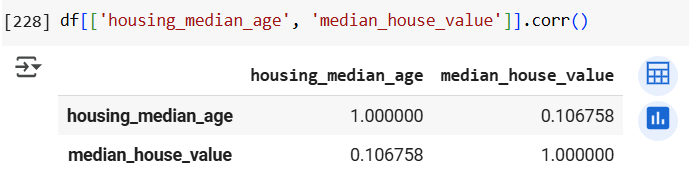 [228] df[['housing_median_age', 'median_house_value']].corr()
housing_median_age median_house_value
housing_median_age 1.000000 0.106758
median_house_value 0.106758 1.000000